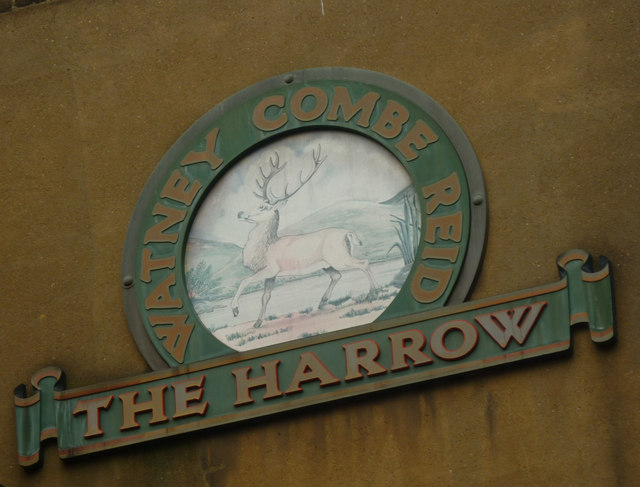 WATNEY COMBE REID
THE HARROW